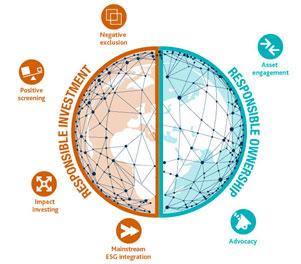 Negative
exclusion
Asset
engagement
Positive
screening
RESPONSIBLE INVESTMENT
RESPONSIBLE OWNERSHIP
Impact
investing
Mainstream
ESG integration
Advocacy